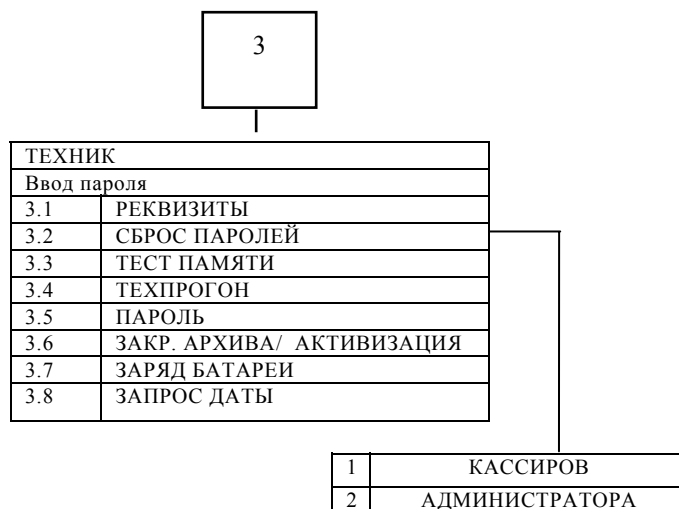 3
ТЕХНИК
Ввод пароля
3.1 РЕКВИЗИТЫ
3.2 СБРОС ПАРОЛЕЙ
3.3 ТЕСТ ПАМЯТИ
3.4 ТЕХПРОГОН
3.5 ПАРОЛЬ
3.6 ЗАКР. АРХИВА/ АКТИВИЗАЦИЯ
3.7 ЗАРЯД БАТАРЕИ
3.8 ЗАПРОС ДАТЫ
1 КАССИРОВ
2 АДМИНИСТРАТОРА